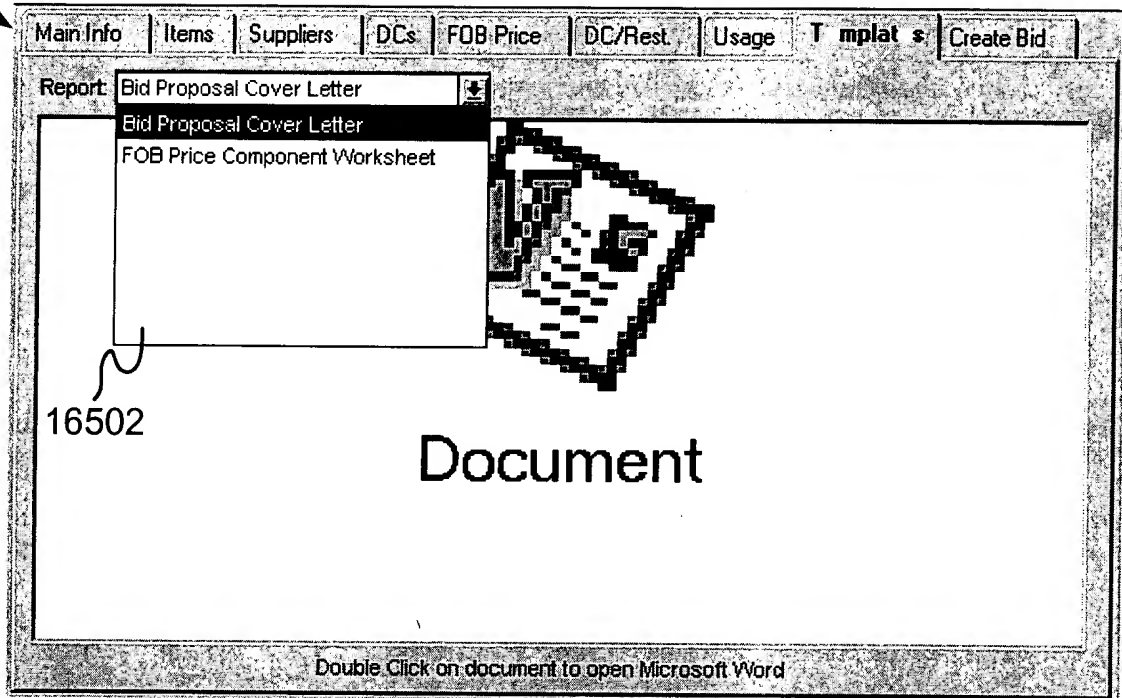 Main Info Items Suppliers DCs FOB Price DC/Rest. Usage T mplat s Create Bid
Report: Bid Proposal Cover Letter
Bid Proposal Cover Letter
FOB Price Component Worksheet
16502
Document
Double Click on document to open Microsoft Word